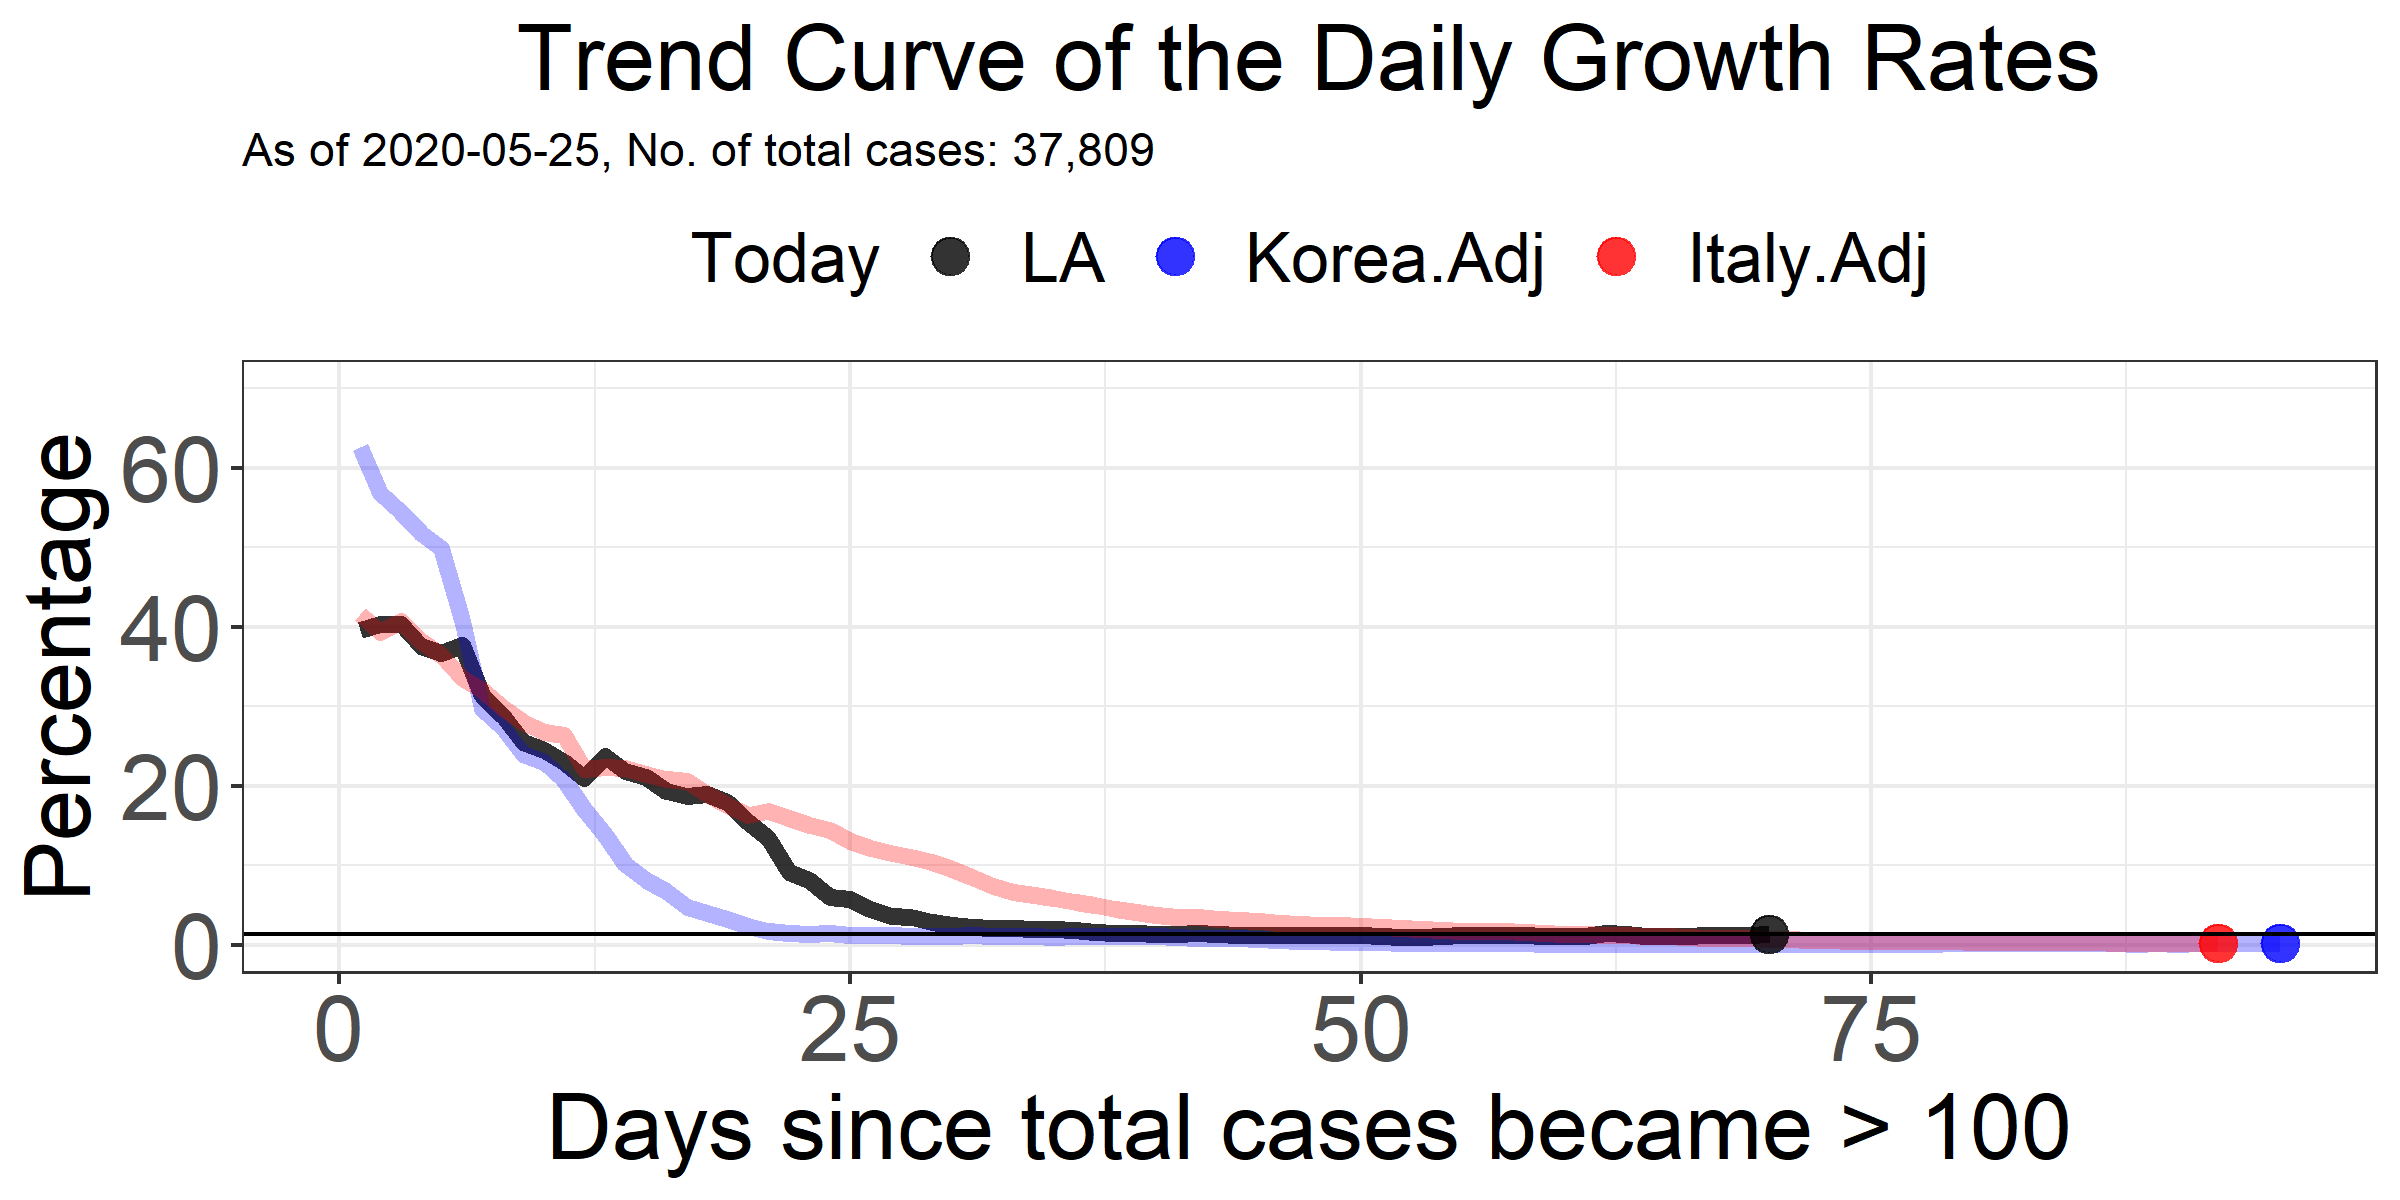 Trend Curve of the Daily Growth Rates
As of 2020-05-25, No. of total cases: 37,809
Today LA Korea.Adj Italy.Adj
Percentage
60
40
20
0
0 25 50 75
Days since total cases became > 100